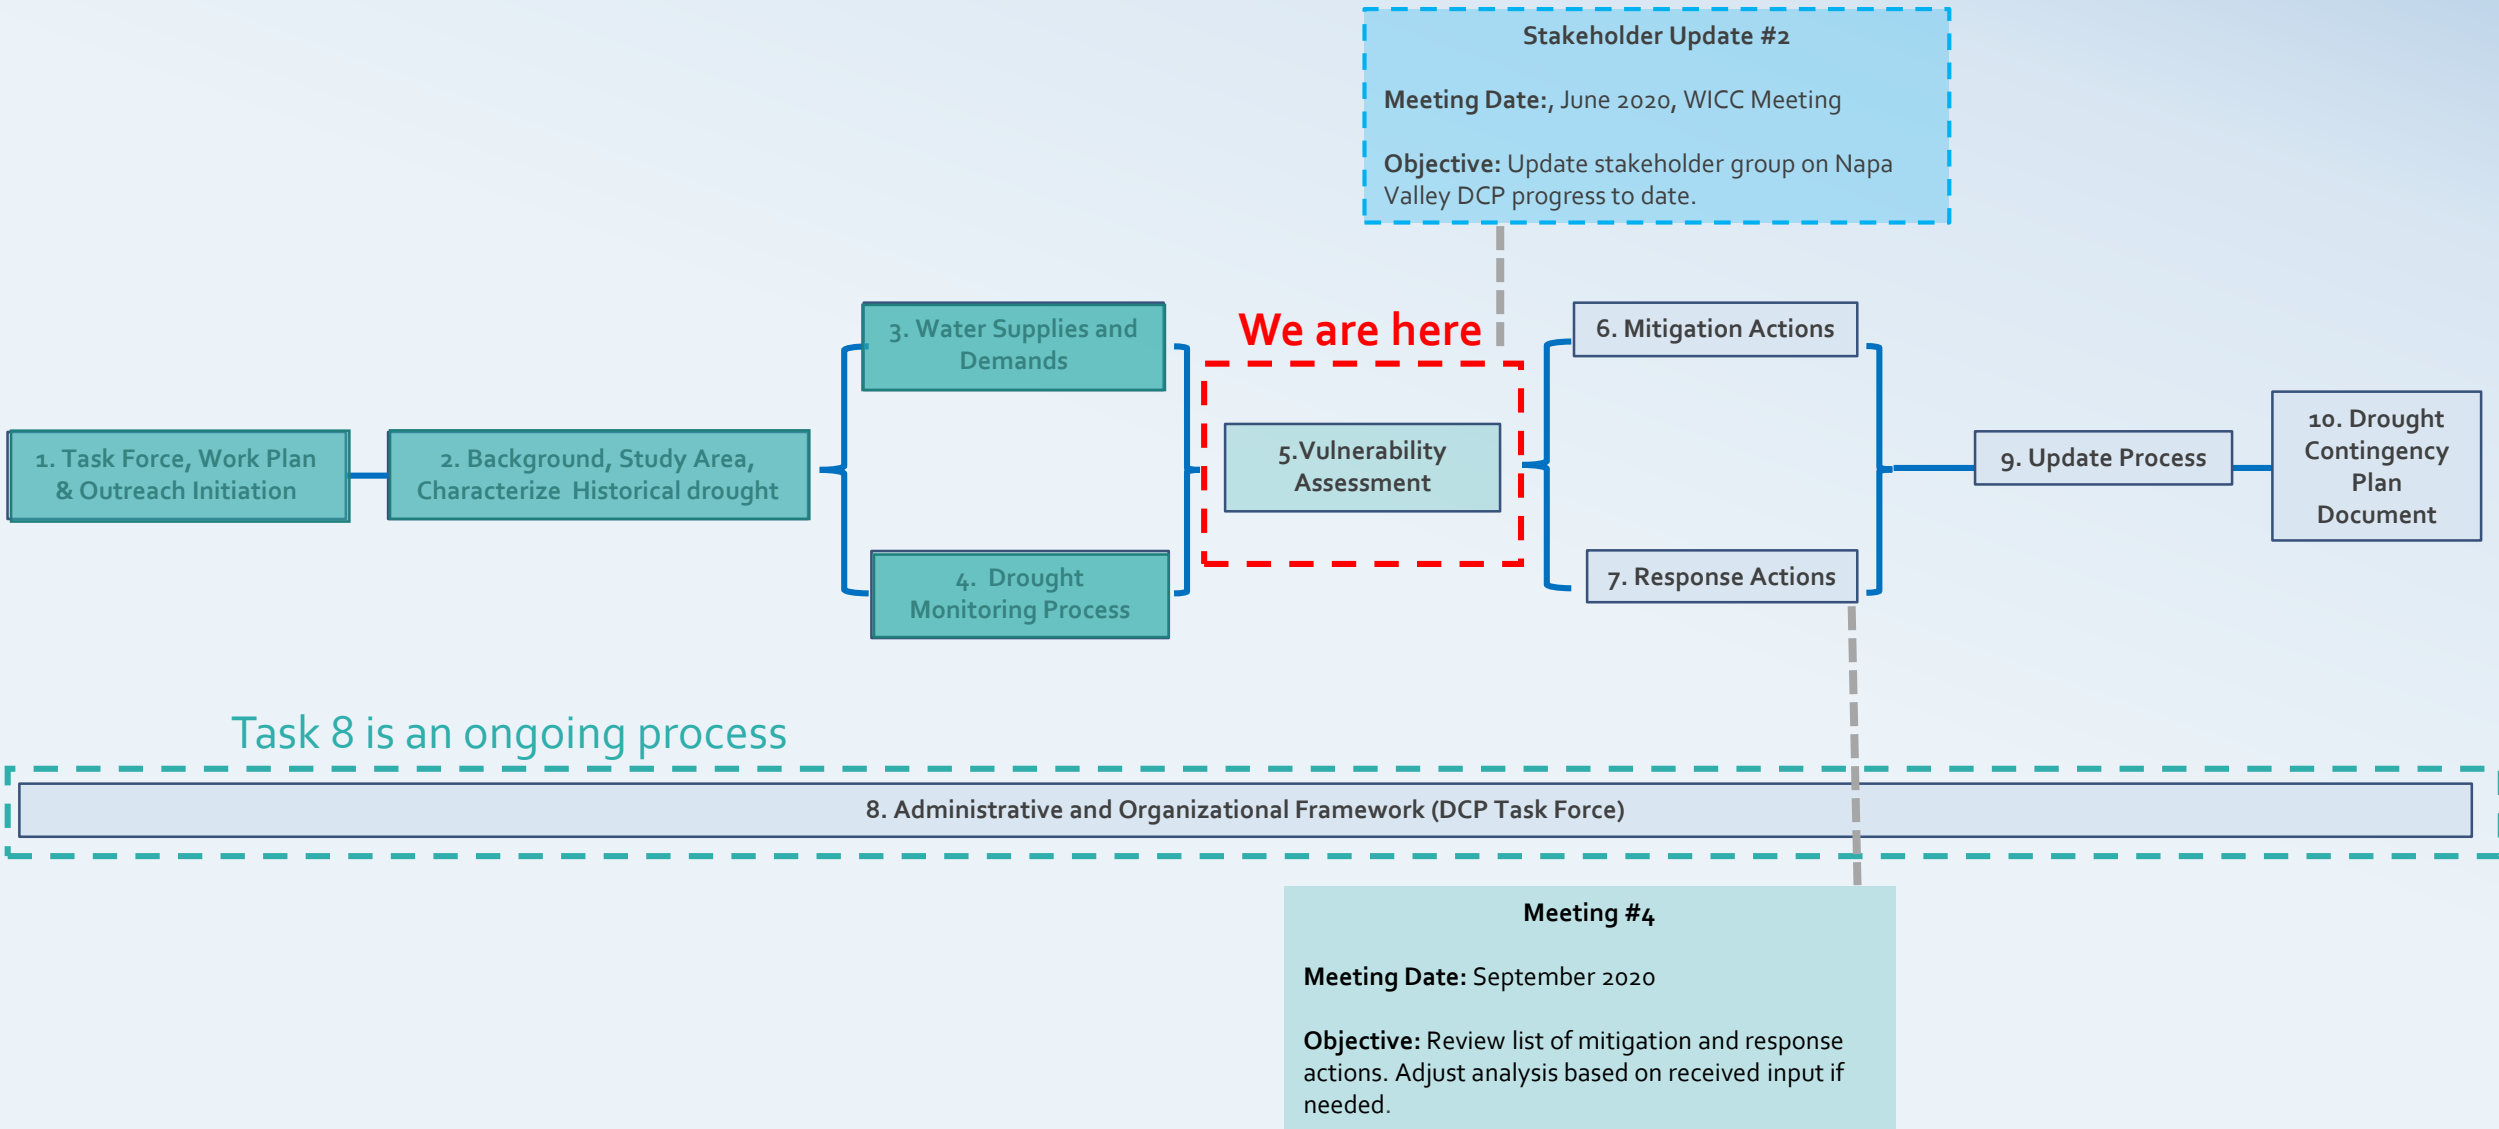 Stakeholder Update #2
Meeting Date:, June 2020, WICC Meeting
Objective: Update stakeholder group on Napa
Valley DCP progress to date.
We are here
1. Task Force, Work Plan
& Outreach Initiation
2. Background, Study Area,
Characterize  Historical drought
3. Water Supplies and
Demands
4.  Drought
Monitoring Process
5.Vulnerability
Assessment
6. Mitigation Actions
7. Response Actions
9. Update Process
10. Drought
Contingency
Plan
Document
Task 8 is an ongoing process
8. Administrative and Organizational Framework (DCP Task Force)
Meeting #4
Meeting Date: September 2020
Objective: Review list of mitigation and response
actions. Adjust analysis based on received input if
needed.